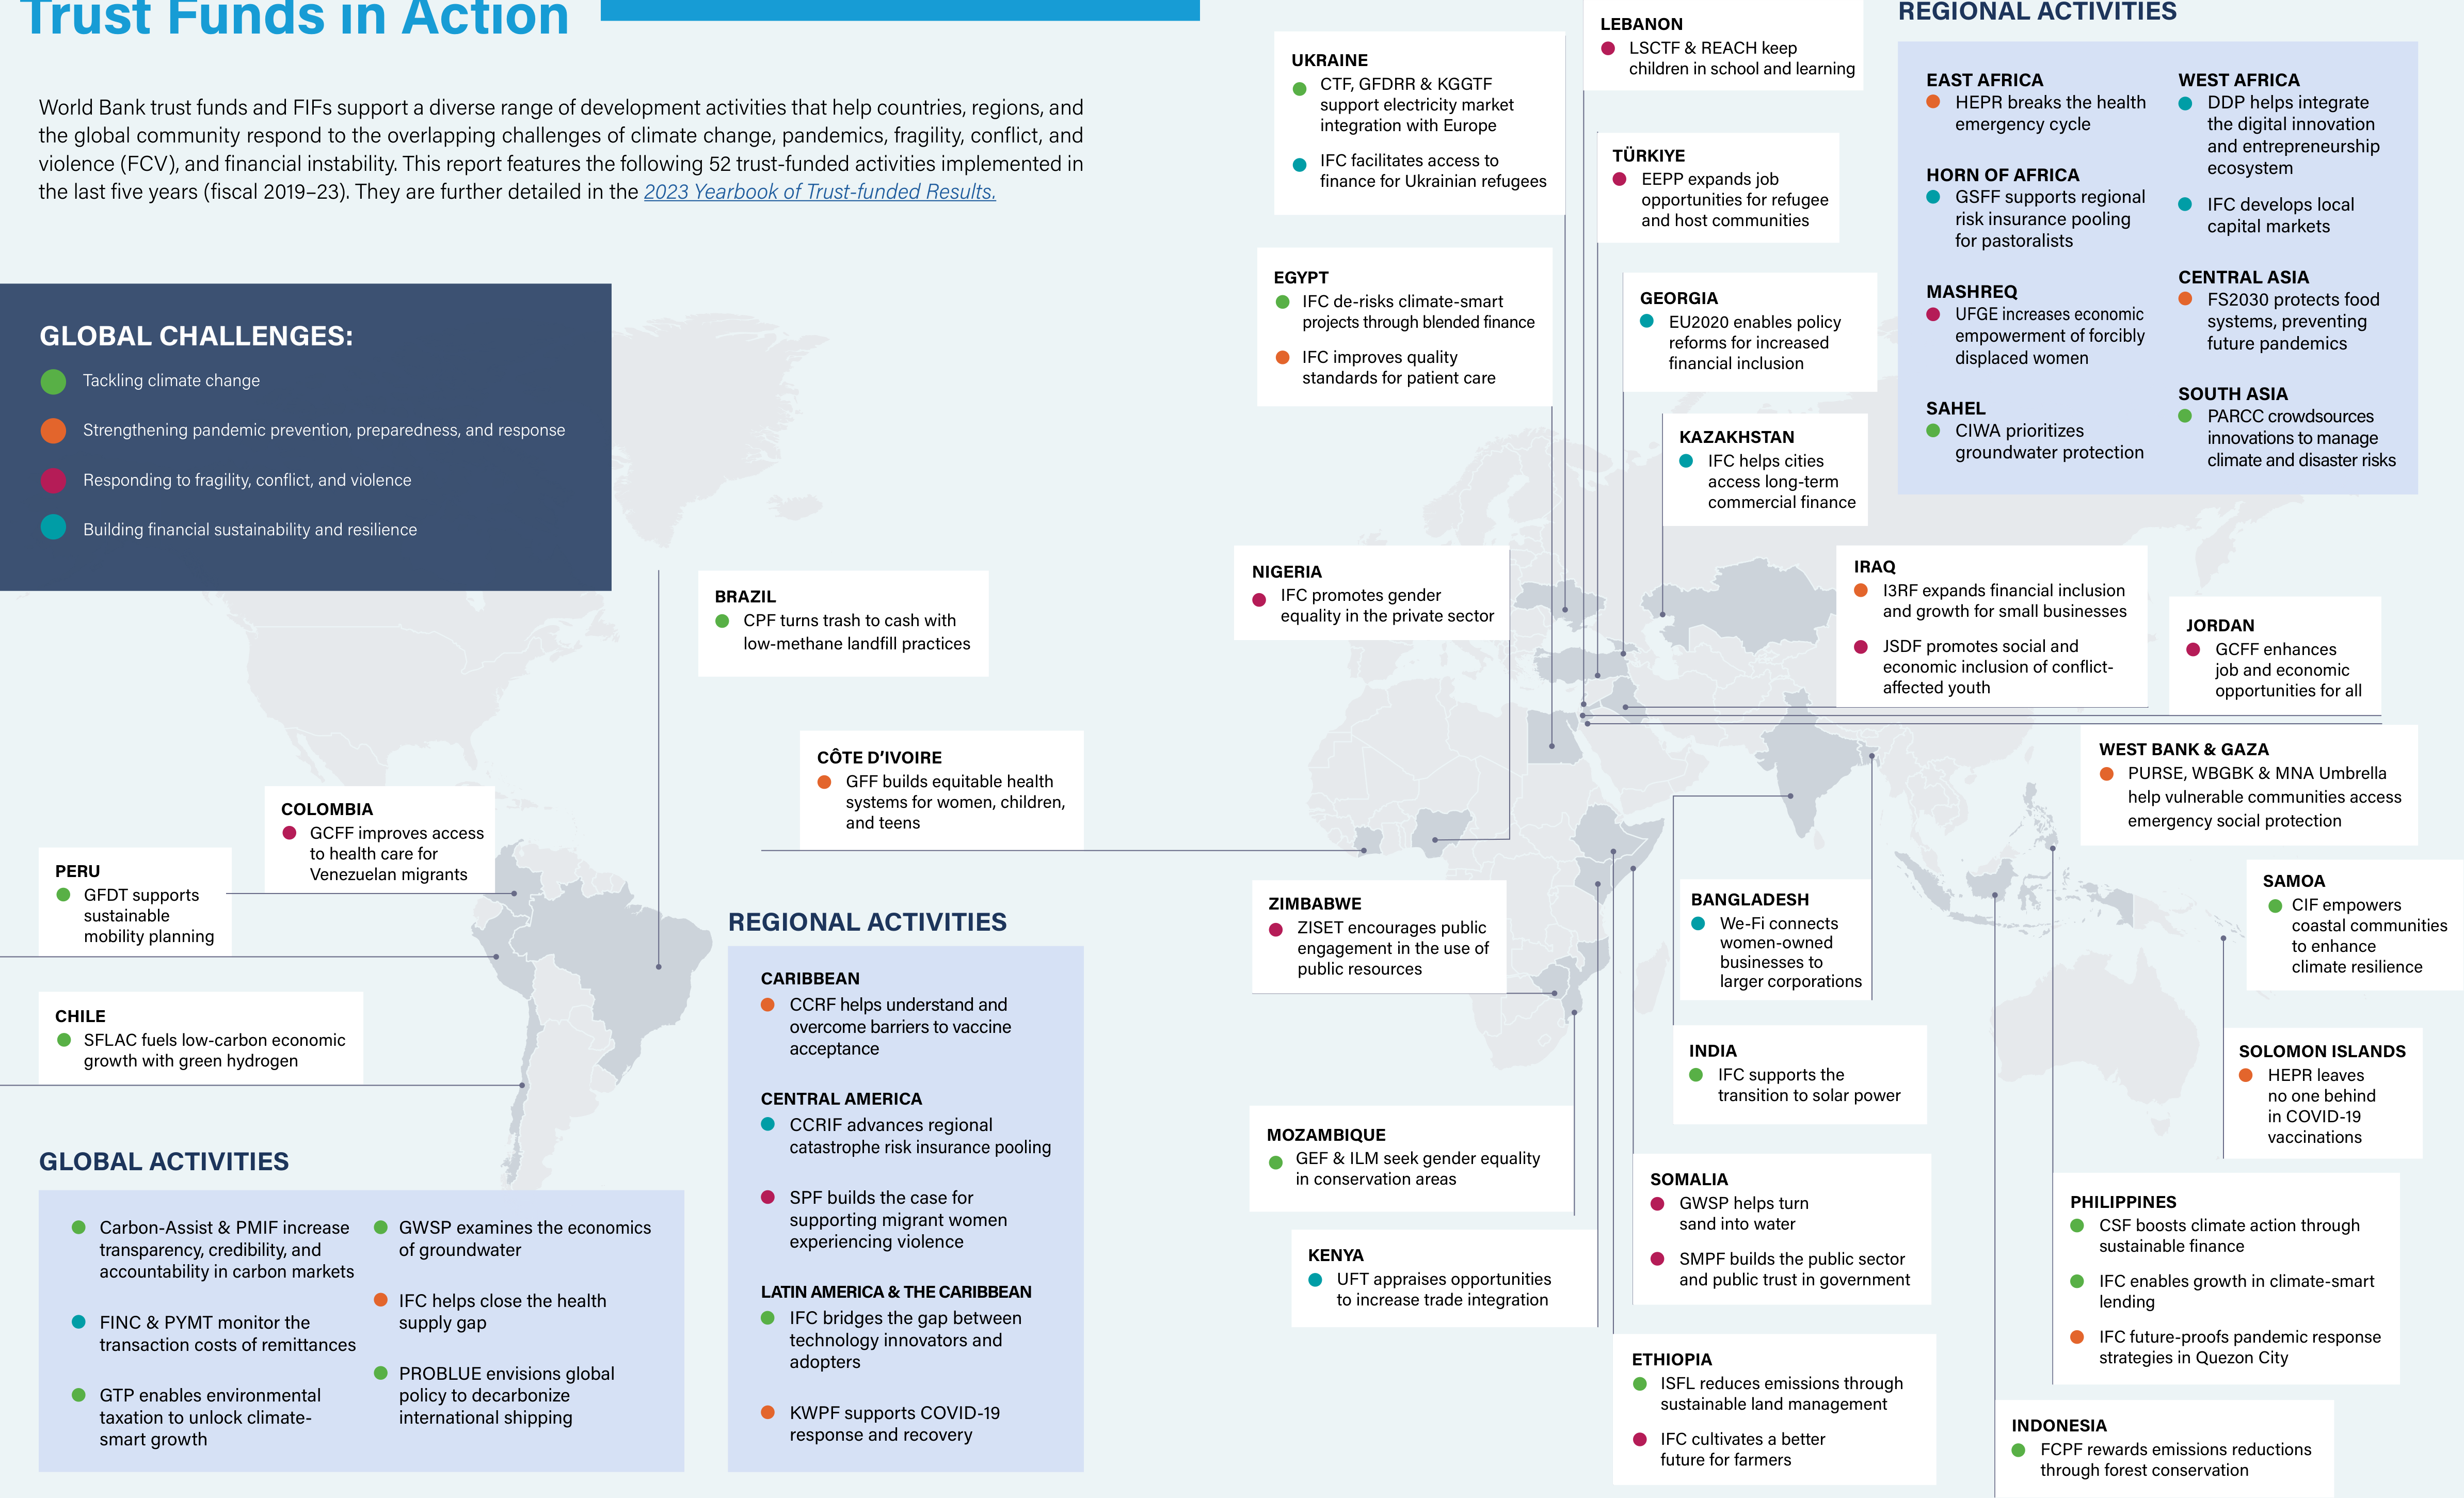 Trust Funds in Action
World Bank trust funds and FIFs support a diverse range of development activities that help countries, regions, and
the global community respond to the overlapping challenges of climate change, pandemics, fragility, conflict, and
violence (FCV), and financial instability. This report features the following 52 trust-funded activities implemented in
the last five years (fiscal 2019–23). They are further detailed in the 2023 Yearbook of Trust-funded Results.
GLOBAL CHALLENGES:
Tackling climate change
Strengthening pandemic prevention, preparedness, and response
Responding to fragility, conflict, and violence
Building financial sustainability and resilience
BRAZIL
CPF turns trash to cash with
low-methane landfill practices
CÔTE D’IVOIRE
GFF builds equitable health
systems for women, children,
and teens
COLOMBIA
GCFF improves access
to health care for
Venezuelan migrants
PERU
GFDT supports
sustainable
mobility planning
CHILE
SFLAC fuels low-carbon economic
growth with green hydrogen
GLOBAL ACTIVITIES
Carbon-Assist & PMIF increase
transparency, credibility, and
accountability in carbon markets
FINC & PYMT monitor the
transaction costs of remittances
GTP enables environmental
taxation to unlock climate-
smart growth
GWSP examines the economics
of groundwater
IFC helps close the health
supply gap
PROBLUE envisions global
policy to decarbonize
international shipping
REGIONAL ACTIVITIES
CARIBBEAN
CCRF helps understand and
overcome barriers to vaccine
acceptance
CENTRAL AMERICA
CCRIF advances regional
catastrophe risk insurance pooling
SPF builds the case for
supporting migrant women
experiencing violence
LATIN AMERICA & THE CARIBBEAN
IFC bridges the gap between
technology innovators and
adopters
KWPF supports COVID-19
response and recovery
UKRAINE
CTF, GFDRR & KGGTF
support electricity market
integration with Europe
IFC facilitates access to
finance for Ukrainian refugees
EGYPT
IFC de-risks climate-smart
projects through blended finance
IFC improves quality
standards for patient care
LEBANON
LSCTF & REACH keep
children in school and learning
TÜRKIYE
EEPP expands job
opportunities for refugee
and host communities
GEORGIA
EU2020 enables policy
reforms for increased
financial inclusion
KAZAKHSTAN
IFC helps cities
access long-term
commercial finance
NIGERIA
IFC promotes gender
equality in the private sector
REGIONAL ACTIVITIES
EAST AFRICA
HEPR breaks the health
emergency cycle
HORN OF AFRICA
GSFF supports regional
risk insurance pooling
for pastoralists
MASHREQ
UFGE increases economic
empowerment of forcibly
displaced women
SAHEL
CIWA prioritizes
groundwater protection
WEST AFRICA
DDP helps integrate
the digital innovation
and entrepreneurship
ecosystem
IFC develops local
capital markets
CENTRAL ASIA
FS2030 protects food
systems, preventing
future pandemics
SOUTH ASIA
PARCC crowdsources
innovations to manage
climate and disaster risks
IRAQ
I3RF expands financial inclusion
and growth for small businesses
JSDF promotes social and
economic inclusion of conflict-
affected youth
JORDAN
GCFF enhances
job and economic
opportunities for all
WEST BANK & GAZA
PURSE, WBGBK & MNA Umbrella
help vulnerable communities access
emergency social protection
SAMOA
CIF empowers
coastal communities
to enhance
climate resilience
SOLOMON ISLANDS
HEPR leaves
no one behind
in COVID-19
vaccinations
ZIMBABWE
ZISET encourages public
engagement in the use of
public resources
BANGLADESH
We-Fi connects
women-owned
businesses to
larger corporations
INDIA
IFC supports the
transition to solar power
MOZAMBIQUE
GEF & ILM seek gender equality
in conservation areas
KENYA
UFT appraises opportunities
to increase trade integration
SOMALIA
GWSP helps turn
sand into water
SMPF builds the public sector
and public trust in government
ETHIOPIA
ISFL reduces emissions through
sustainable land management
IFC cultivates a better
future for farmers
PHILIPPINES
CSF boosts climate action through
sustainable finance
IFC enables growth in climate-smart
lending
IFC future-proofs pandemic response
strategies in Quezon City
INDONESIA
FCPF rewards emissions reductions
through forest conservation